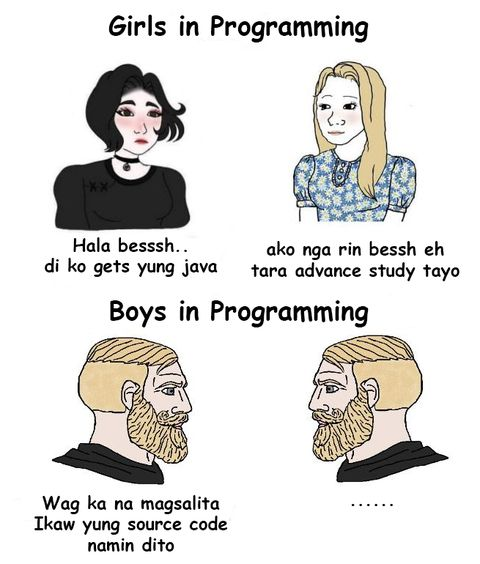 Girls in Programming
Hala besssh..
di ko gets yung java
ako nga rin bessh eh
tara advance study tayo
Boys in Programming
Wag ka na magsalita
Ikaw yung source code
namin dito
......